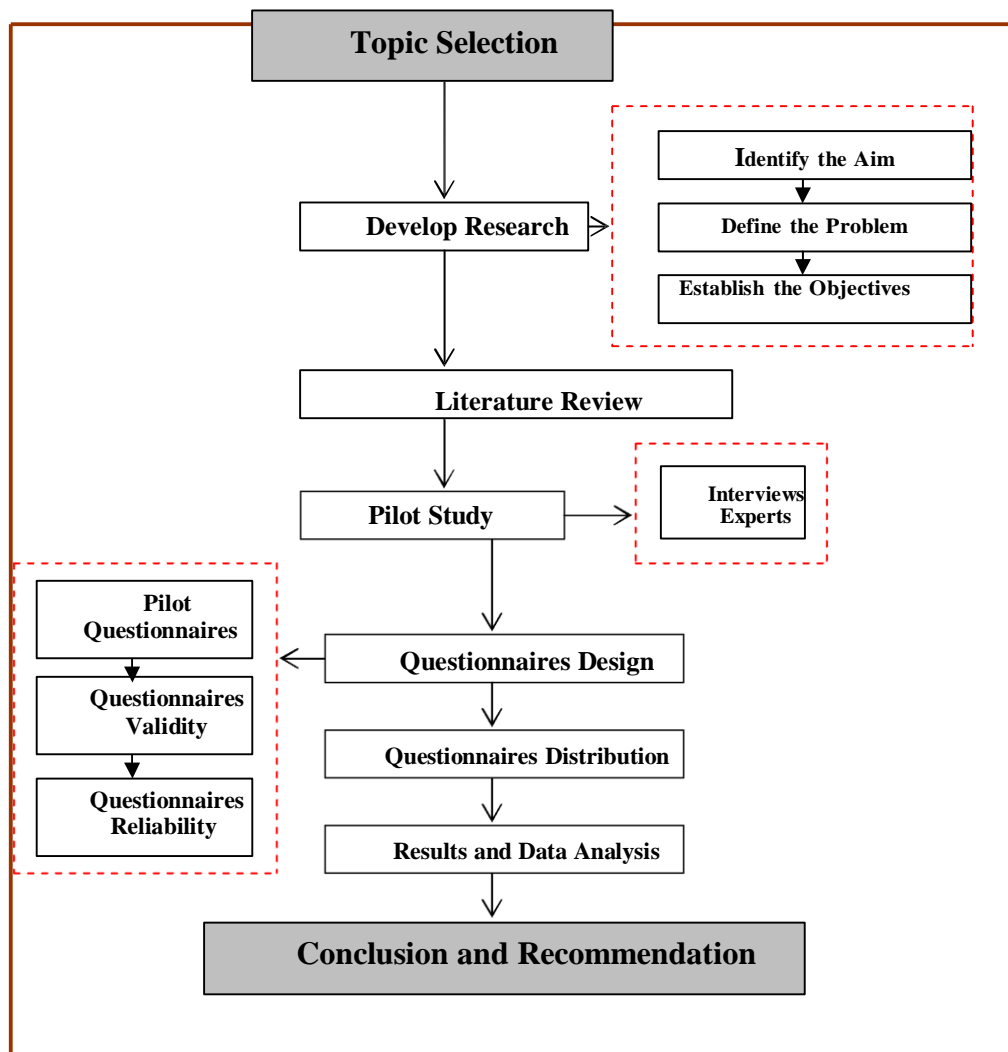 Topic Selection
Identify the Aim
Develop Research
Define the Problem
Establish the Objectives
Literature Review
Pilot Study
Interviews
Experts
Pilot
Questionnaires
Questionnaires Design
Questionnaires
Validity
Questionnaires Distribution
Questionnaires
Reliability
Results and Data Analysis
Conclusion and Recommendation